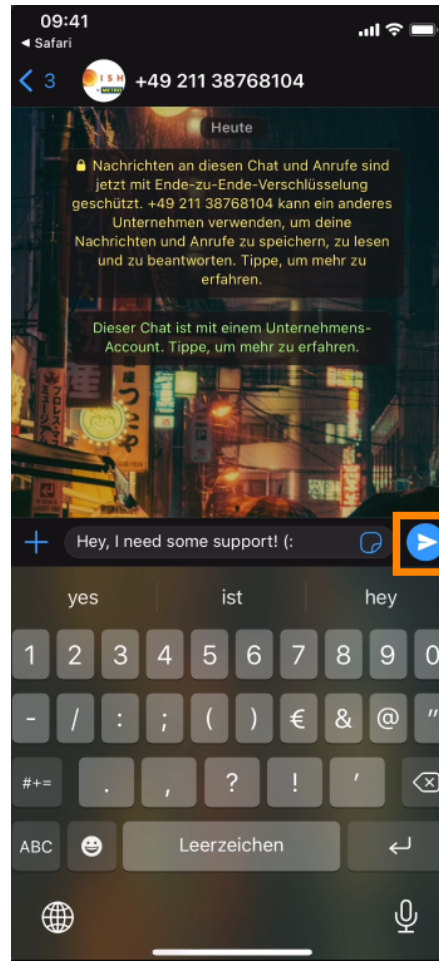 09:41
◀ Safari
3
DISH
METRO
+49 211 38768104
Heute
Nachrichten an diesen Chat und Anrufe sind
jetzt mit Ende-zu-Ende-Verschlüsselung
geschützt. +49 211 38768104 kann ein anderes
Unternehmen verwenden, um deine
Nachrichten und Anrufe zu speichern, zu lesen
und zu beantworten. Tippe, um mehr zu
erfahren.
Dieser Chat ist mit einem Unternehmens-
Account. Tippe, um mehr zu erfahren.
Hey, I need some support! (:
yes ist hey
1 2 3 4 5 6 7 8 9 0
- / : ; ( ) € & @ "
#+= . , ? ! '
ABC Leerzeichen